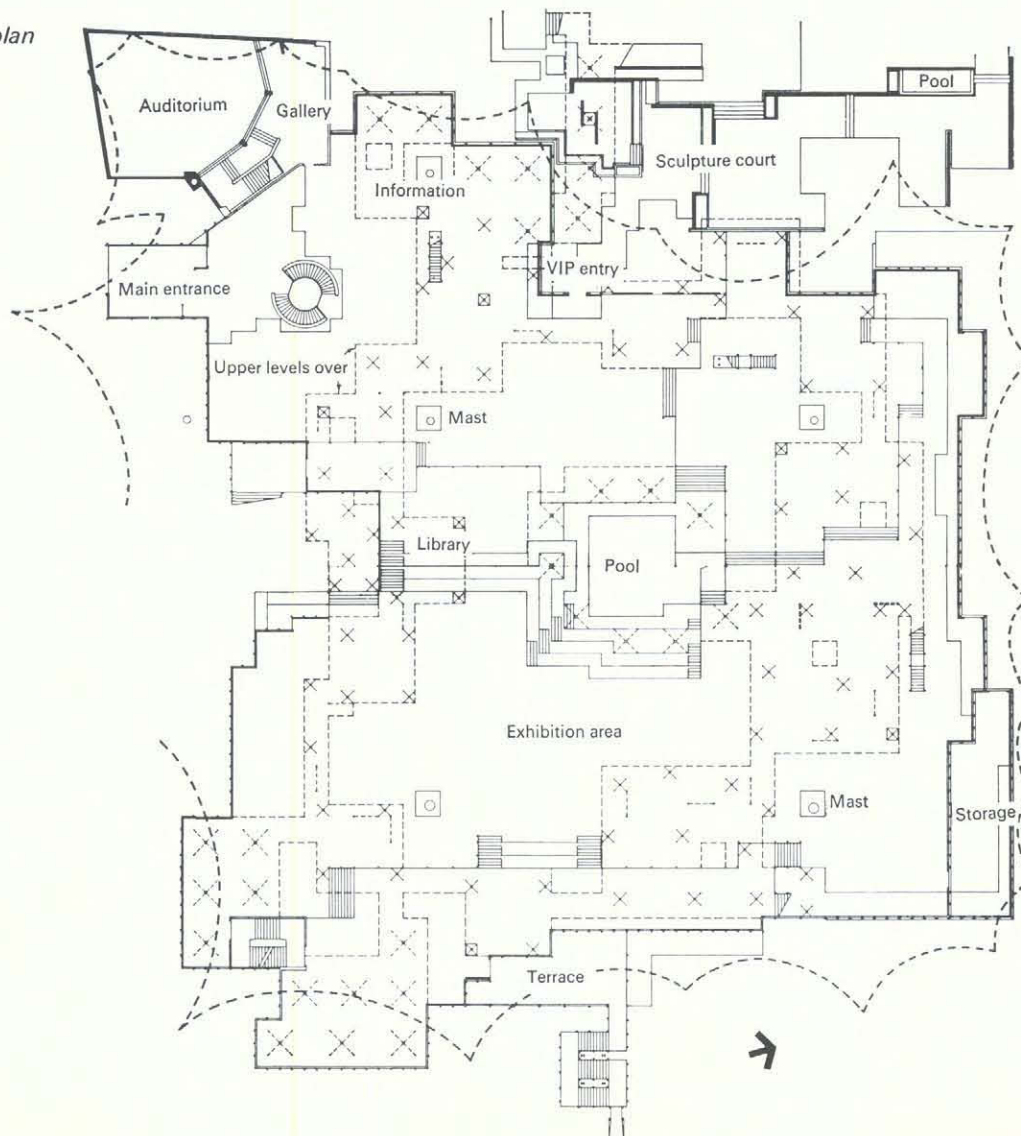 plan
Auditorium
Gallery
Pool
Sculpture court
Information
VIP entry
Main entrance
Upper levels over
Mast
Library
Pool
Exhibition area
Mast
Storage
Terrace